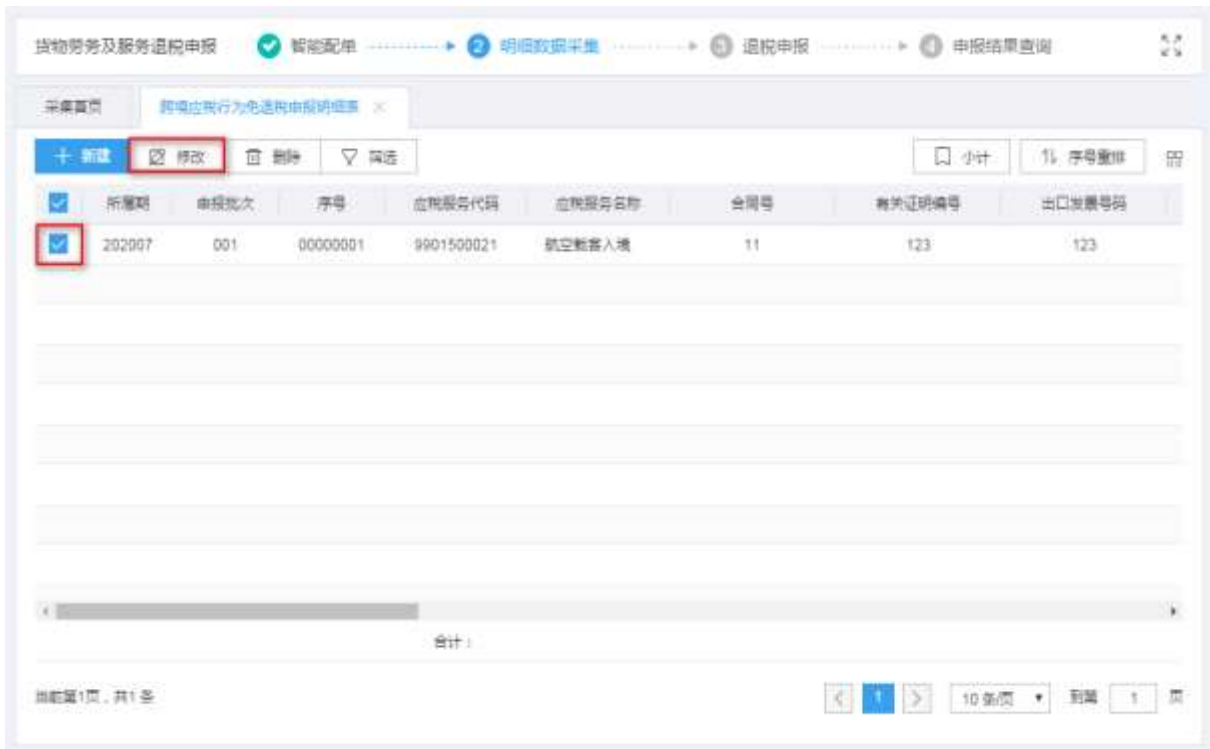 货物劳务及服务退税申报 智能配单 2 明细数据采集 3 退税申报 4 申报结果查询
采集首页 跨境应税行为免退税申报明细表 ×
+ 新建 修改 删除 筛选 小计 序号重排
所属期 申报批次 序号 应税服务代码 应税服务名称 合同号 有关证明编号 出口发票号码
202007 001 00000001 9901500021 航空载客入境 11 123 123
合计：
当前第1页，共1条 < 1 > 10 条/页 到第 1 页